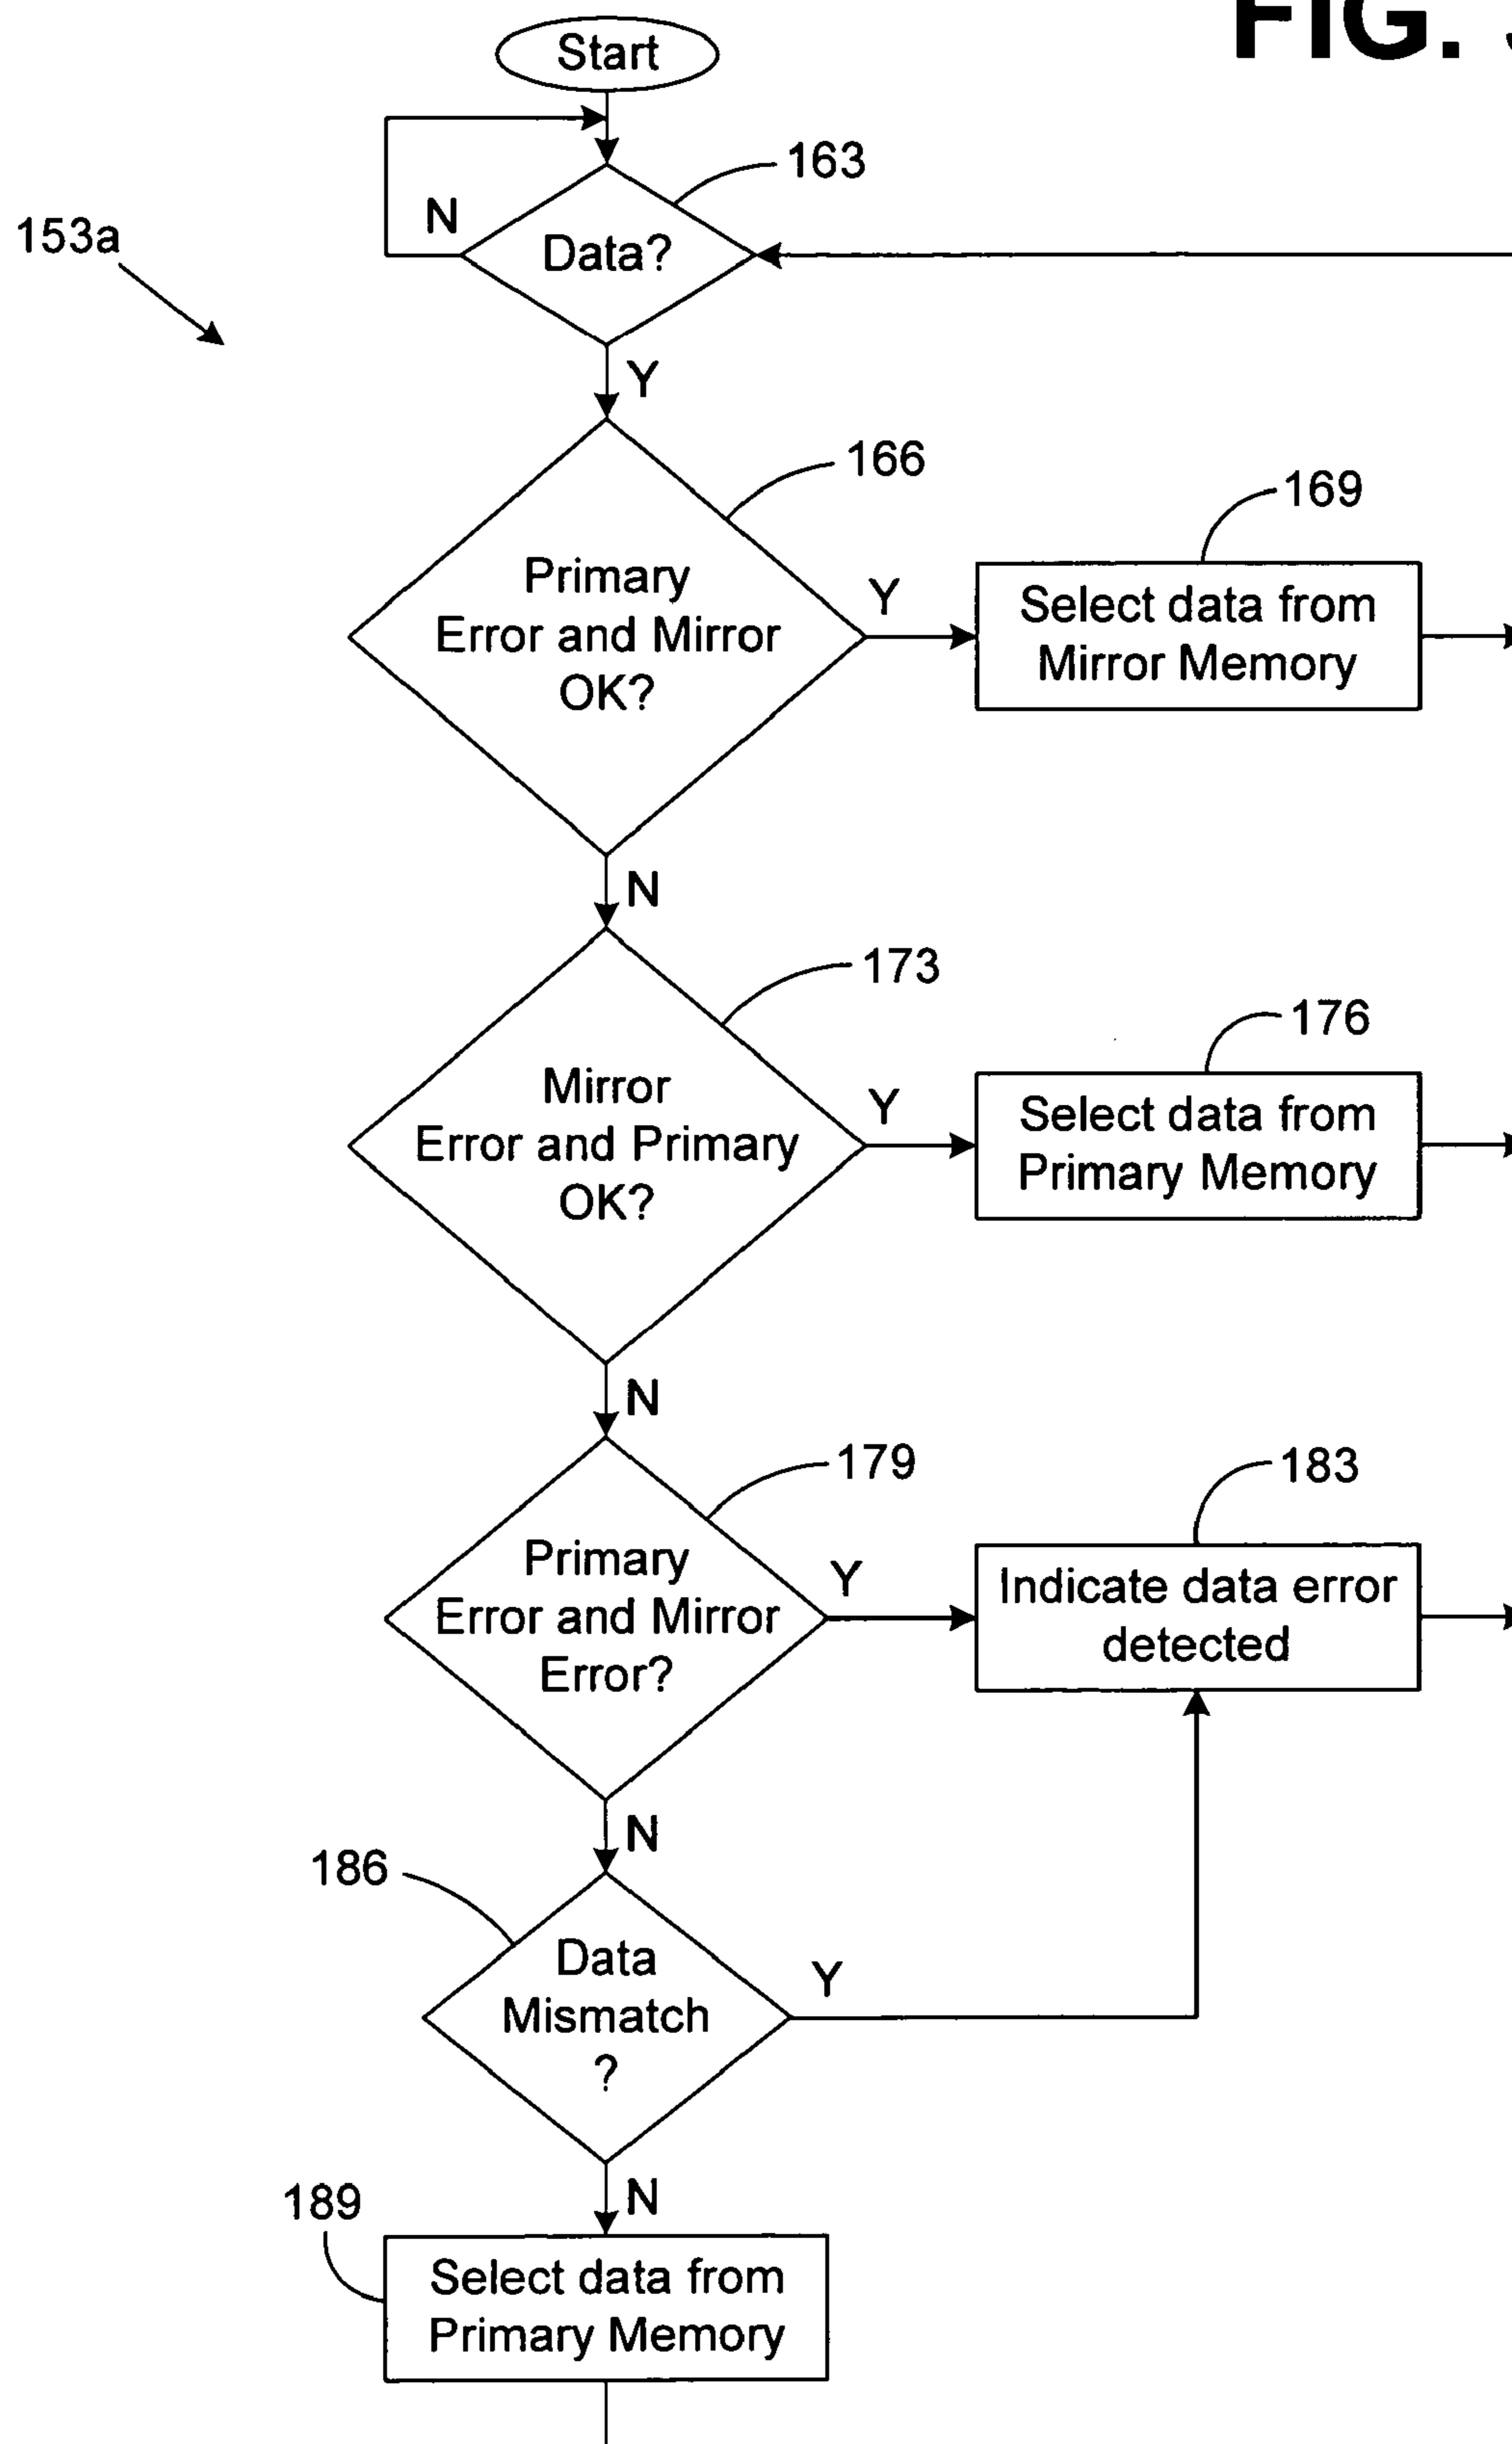 FIG.
Start
163
153a
N
Data?
Y
166
169
Primary
Error and Mirror
OK?
Y
Select data from
Mirror Memory
N
173
176
Mirror
Error and Primary
OK?
Y
Select data from
Primary Memory
N
179
183
Primary
Error and Mirror
Error?
Y
Indicate data error
detected
N
186
Data
Mismatch
?
Y
N
189
Select data from
Primary Memory